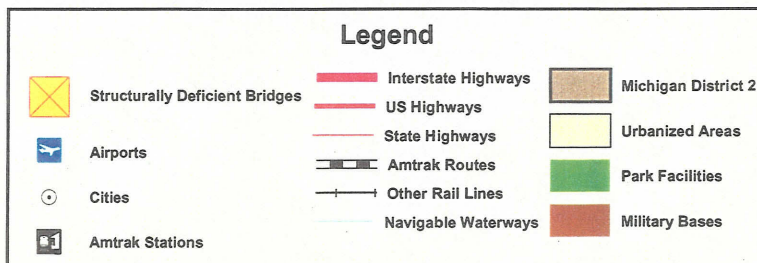 Legend
Structurally Deficient Bridges
Airports
Cities
Amtrak Stations
Interstate Highways
US Highways
State Highways
Amtrak Routes
Other Rail Lines
Navigable Waterways
Michigan District 2
Urbanized Areas
Park Facilities
Military Bases